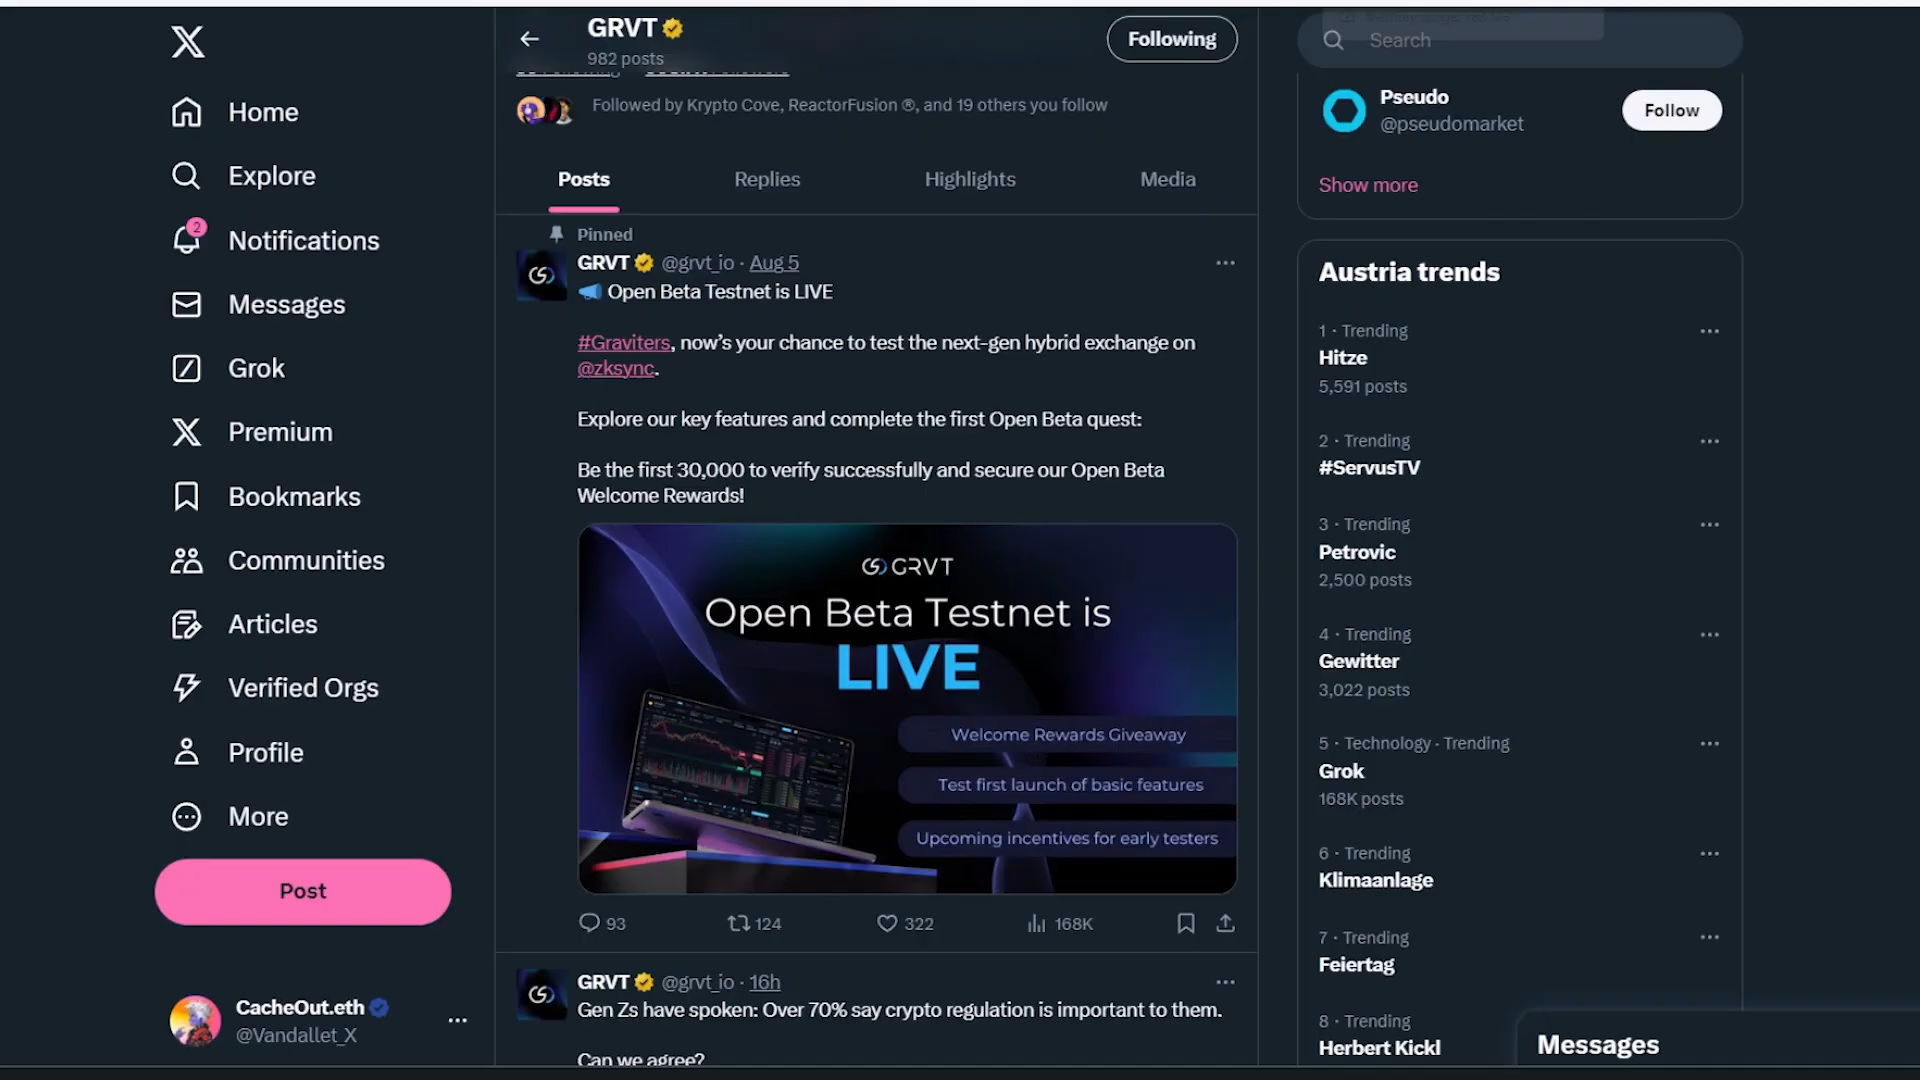 Home
Explore
2
Notifications
Messages
Grok
Premium
Bookmarks
Communities
Articles
Verified Orgs
Profile
More
Post
CacheOut.eth
@Vandallet_X
GRVT
982 posts
Following
Followed by Krypto Cove, ReactorFusion ®, and 19 others you follow
Posts Replies Highlights Media
Pinned
GRVT @grvt_io · Aug 5
Open Beta Testnet is LIVE
#Graviters, now’s your chance to test the next-gen hybrid exchange on
@zksync.
Explore our key features and complete the first Open Beta quest:
Be the first 30,000 to verify successfully and secure our Open Beta
Welcome Rewards!
GRVT
Open Beta Testnet is
LIVE
Welcome Rewards Giveaway
Test first launch of basic features
Upcoming incentives for early testers
93 124 322 168K
GRVT @grvt_io · 16h
Gen Zs have spoken: Over 70% say crypto regulation is important to them.
Can we agree?
Search
Pseudo
@pseudomarket
Follow
Show more
Austria trends
1 · Trending
Hitze
5,591 posts
2 · Trending
#ServusTV
3 · Trending
Petrovic
2,500 posts
4 · Trending
Gewitter
3,022 posts
5 · Technology · Trending
Grok
168K posts
6 · Trending
Klimaanlage
7 · Trending
Feiertag
8 · Trending
Herbert Kickl
Messages